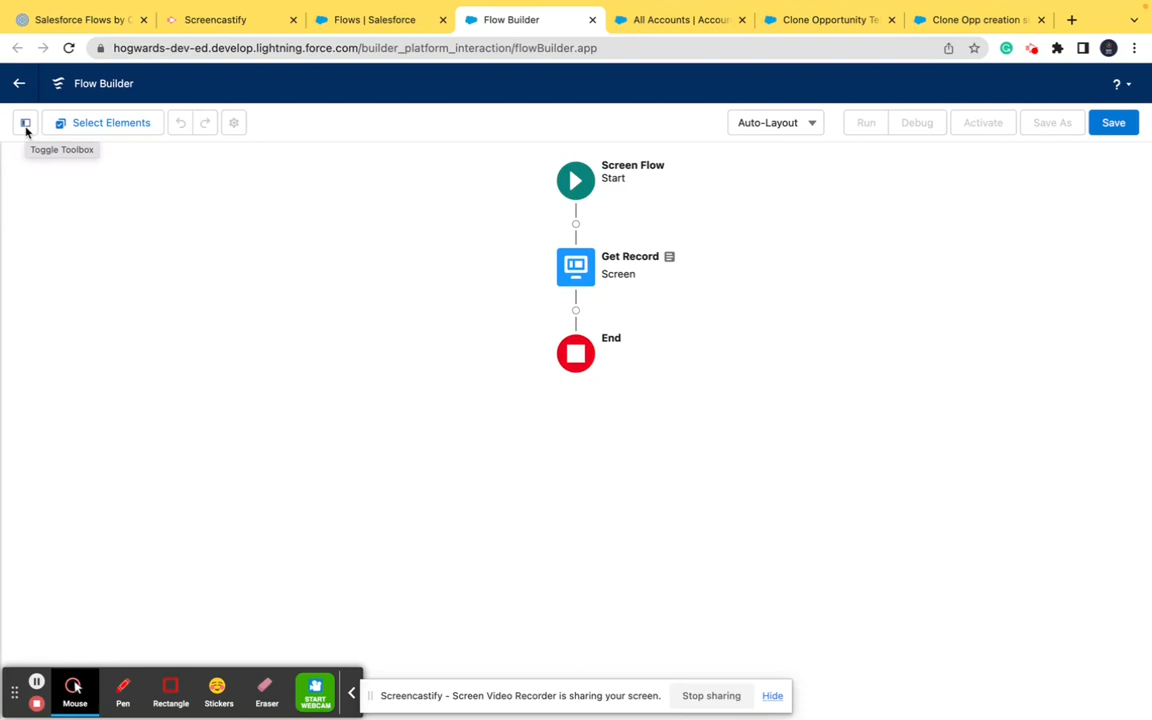 Salesforce Flows by C
Screencastify
Flows | Salesforce
Flow Builder
All Accounts | Accoun
Clone Opportunity Te
Clone Opp creation s
hogwards-dev-ed.develop.lightning.force.com/builder_platform_interaction/flowBuilder.app
Flow Builder
?
Select Elements
Auto-Layout
Run
Debug
Activate
Save As
Save
Toggle Toolbox
Screen Flow
Start
Get Record
Screen
End
Mouse
Pen
Rectangle
Stickers
Eraser
START
WEBCAM
Screencastify - Screen Video Recorder is sharing your screen.
Stop sharing
Hide